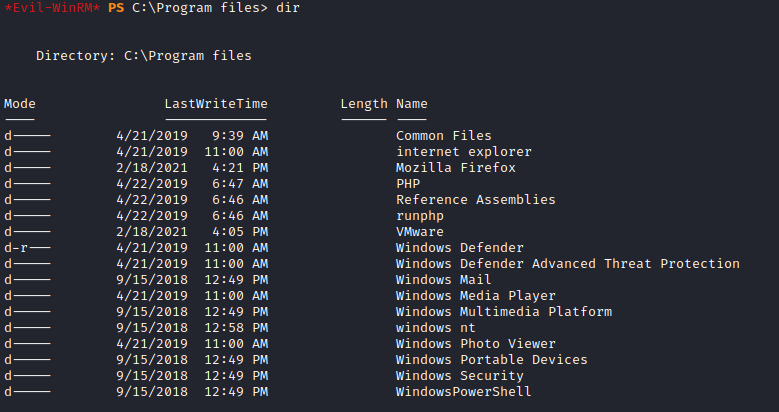 *Evil-WinRM* PS C:\Program files> dir
Directory: C:\Program files
Mode LastWriteTime Length Name
---- ------------- ------ ----
d----- 4/21/2019 9:39 AM Common Files
d----- 4/21/2019 11:00 AM internet explorer
d----- 2/18/2021 4:21 PM Mozilla Firefox
d----- 4/22/2019 6:47 AM PHP
d----- 4/22/2019 6:46 AM Reference Assemblies
d----- 4/22/2019 6:46 AM runphp
d----- 2/18/2021 4:05 PM VMware
d-r--- 4/21/2019 11:00 AM Windows Defender
d----- 4/21/2019 11:00 AM Windows Defender Advanced Threat Protection
d----- 9/15/2018 12:49 PM Windows Mail
d----- 4/21/2019 11:00 AM Windows Media Player
d----- 9/15/2018 12:49 PM Windows Multimedia Platform
d----- 9/15/2018 12:58 PM windows nt
d----- 4/21/2019 11:00 AM Windows Photo Viewer
d----- 9/15/2018 12:49 PM Windows Portable Devices
d----- 9/15/2018 12:49 PM Windows Security
d----- 9/15/2018 12:49 PM WindowsPowerShell